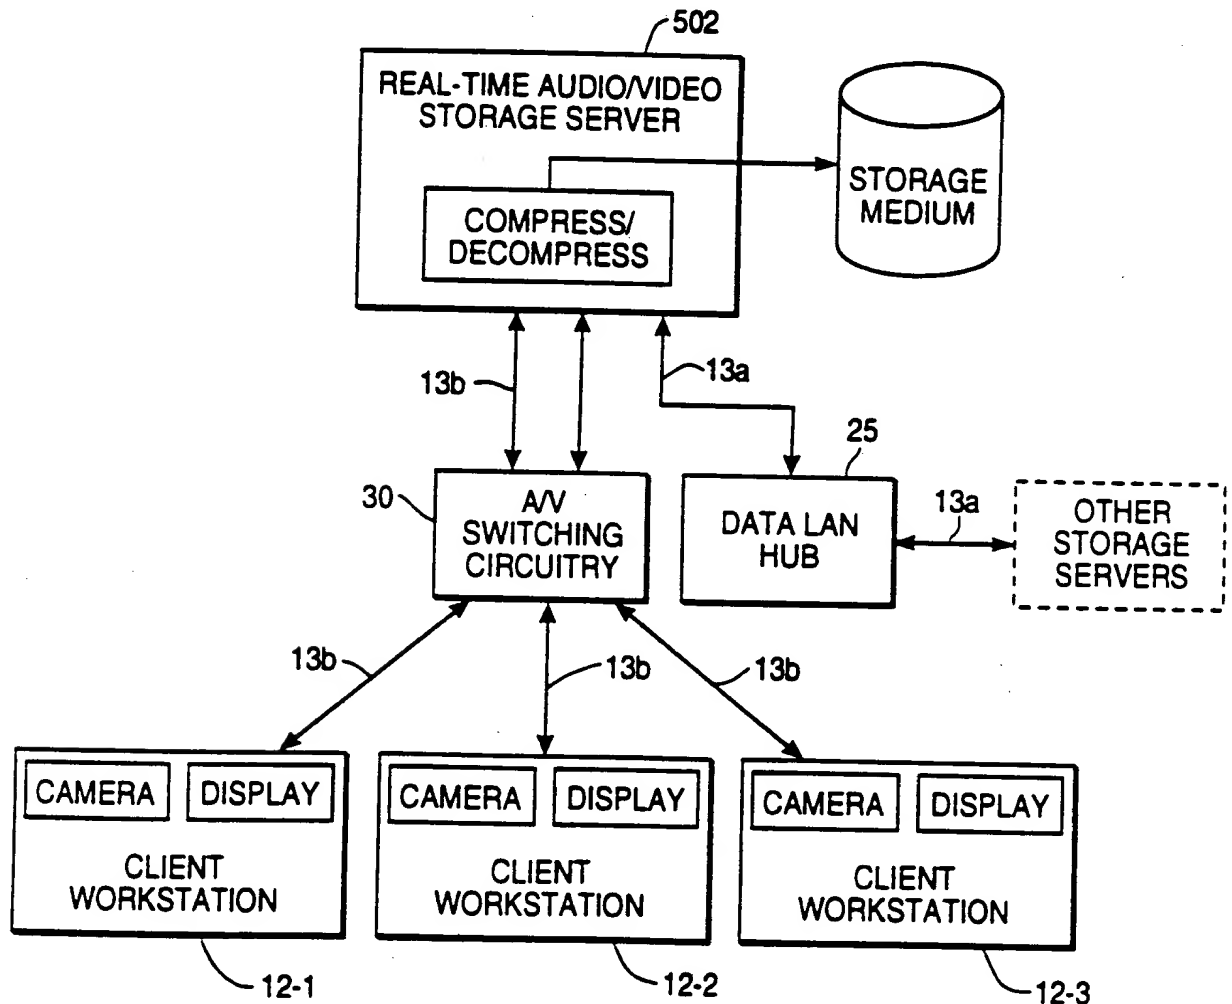 502
REAL-TIME AUDIO/VIDEO
STORAGE SERVER
COMPRESS/
DECOMPRESS
STORAGE
MEDIUM
13b
13a
25
30
A/V
SWITCHING
CIRCUITRY
DATA LAN
HUB
13a
OTHER
STORAGE
SERVERS
13b
13b
13b
CAMERA
DISPLAY
CLIENT
WORKSTATION
CAMERA
DISPLAY
CLIENT
WORKSTATION
CAMERA
DISPLAY
CLIENT
WORKSTATION
12-1
12-2
12-3